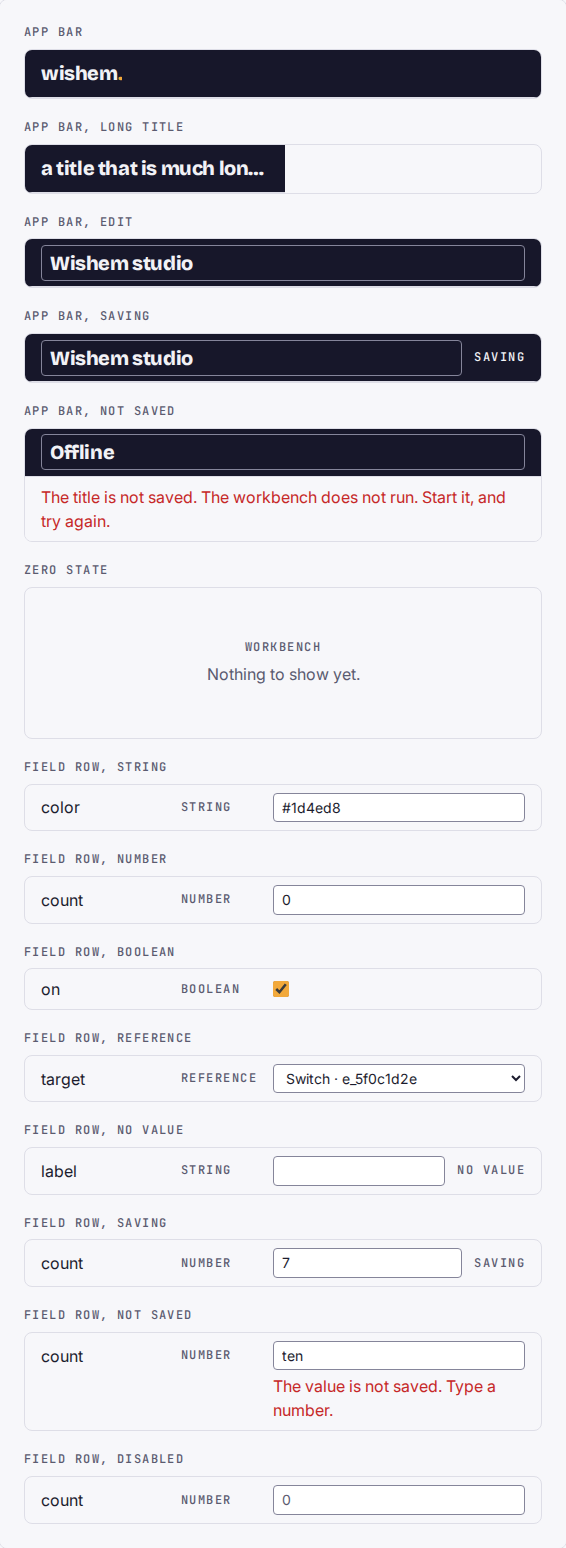 APP BAR
wishem.
APP BAR, LONG TITLE
a title that is much lon...
APP BAR, EDIT
Wishem studio
APP BAR, SAVING
Wishem studio SAVING
APP BAR, NOT SAVED
Offline
The title is not saved. The workbench does not run. Start it, and
try again.
ZERO STATE
WORKBENCH
Nothing to show yet.
FIELD ROW, STRING
color STRING #1d4ed8
FIELD ROW, NUMBER
count NUMBER 0
FIELD ROW, BOOLEAN
on BOOLEAN
FIELD ROW, REFERENCE
target REFERENCE Switch · e_5f0c1d2e
FIELD ROW, NO VALUE
label STRING NO VALUE
FIELD ROW, SAVING
count NUMBER 7 SAVING
FIELD ROW, NOT SAVED
count NUMBER ten
The value is not saved. Type a
number.
FIELD ROW, DISABLED
count NUMBER 0